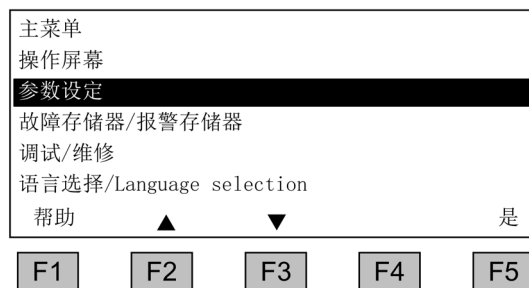 主菜单
操作屏幕
参数设定
故障存储器/报警存储器
调试/维修
语言选择/Language selection
帮助 ▲ ▼ 是
F1 F2 F3 F4 F5